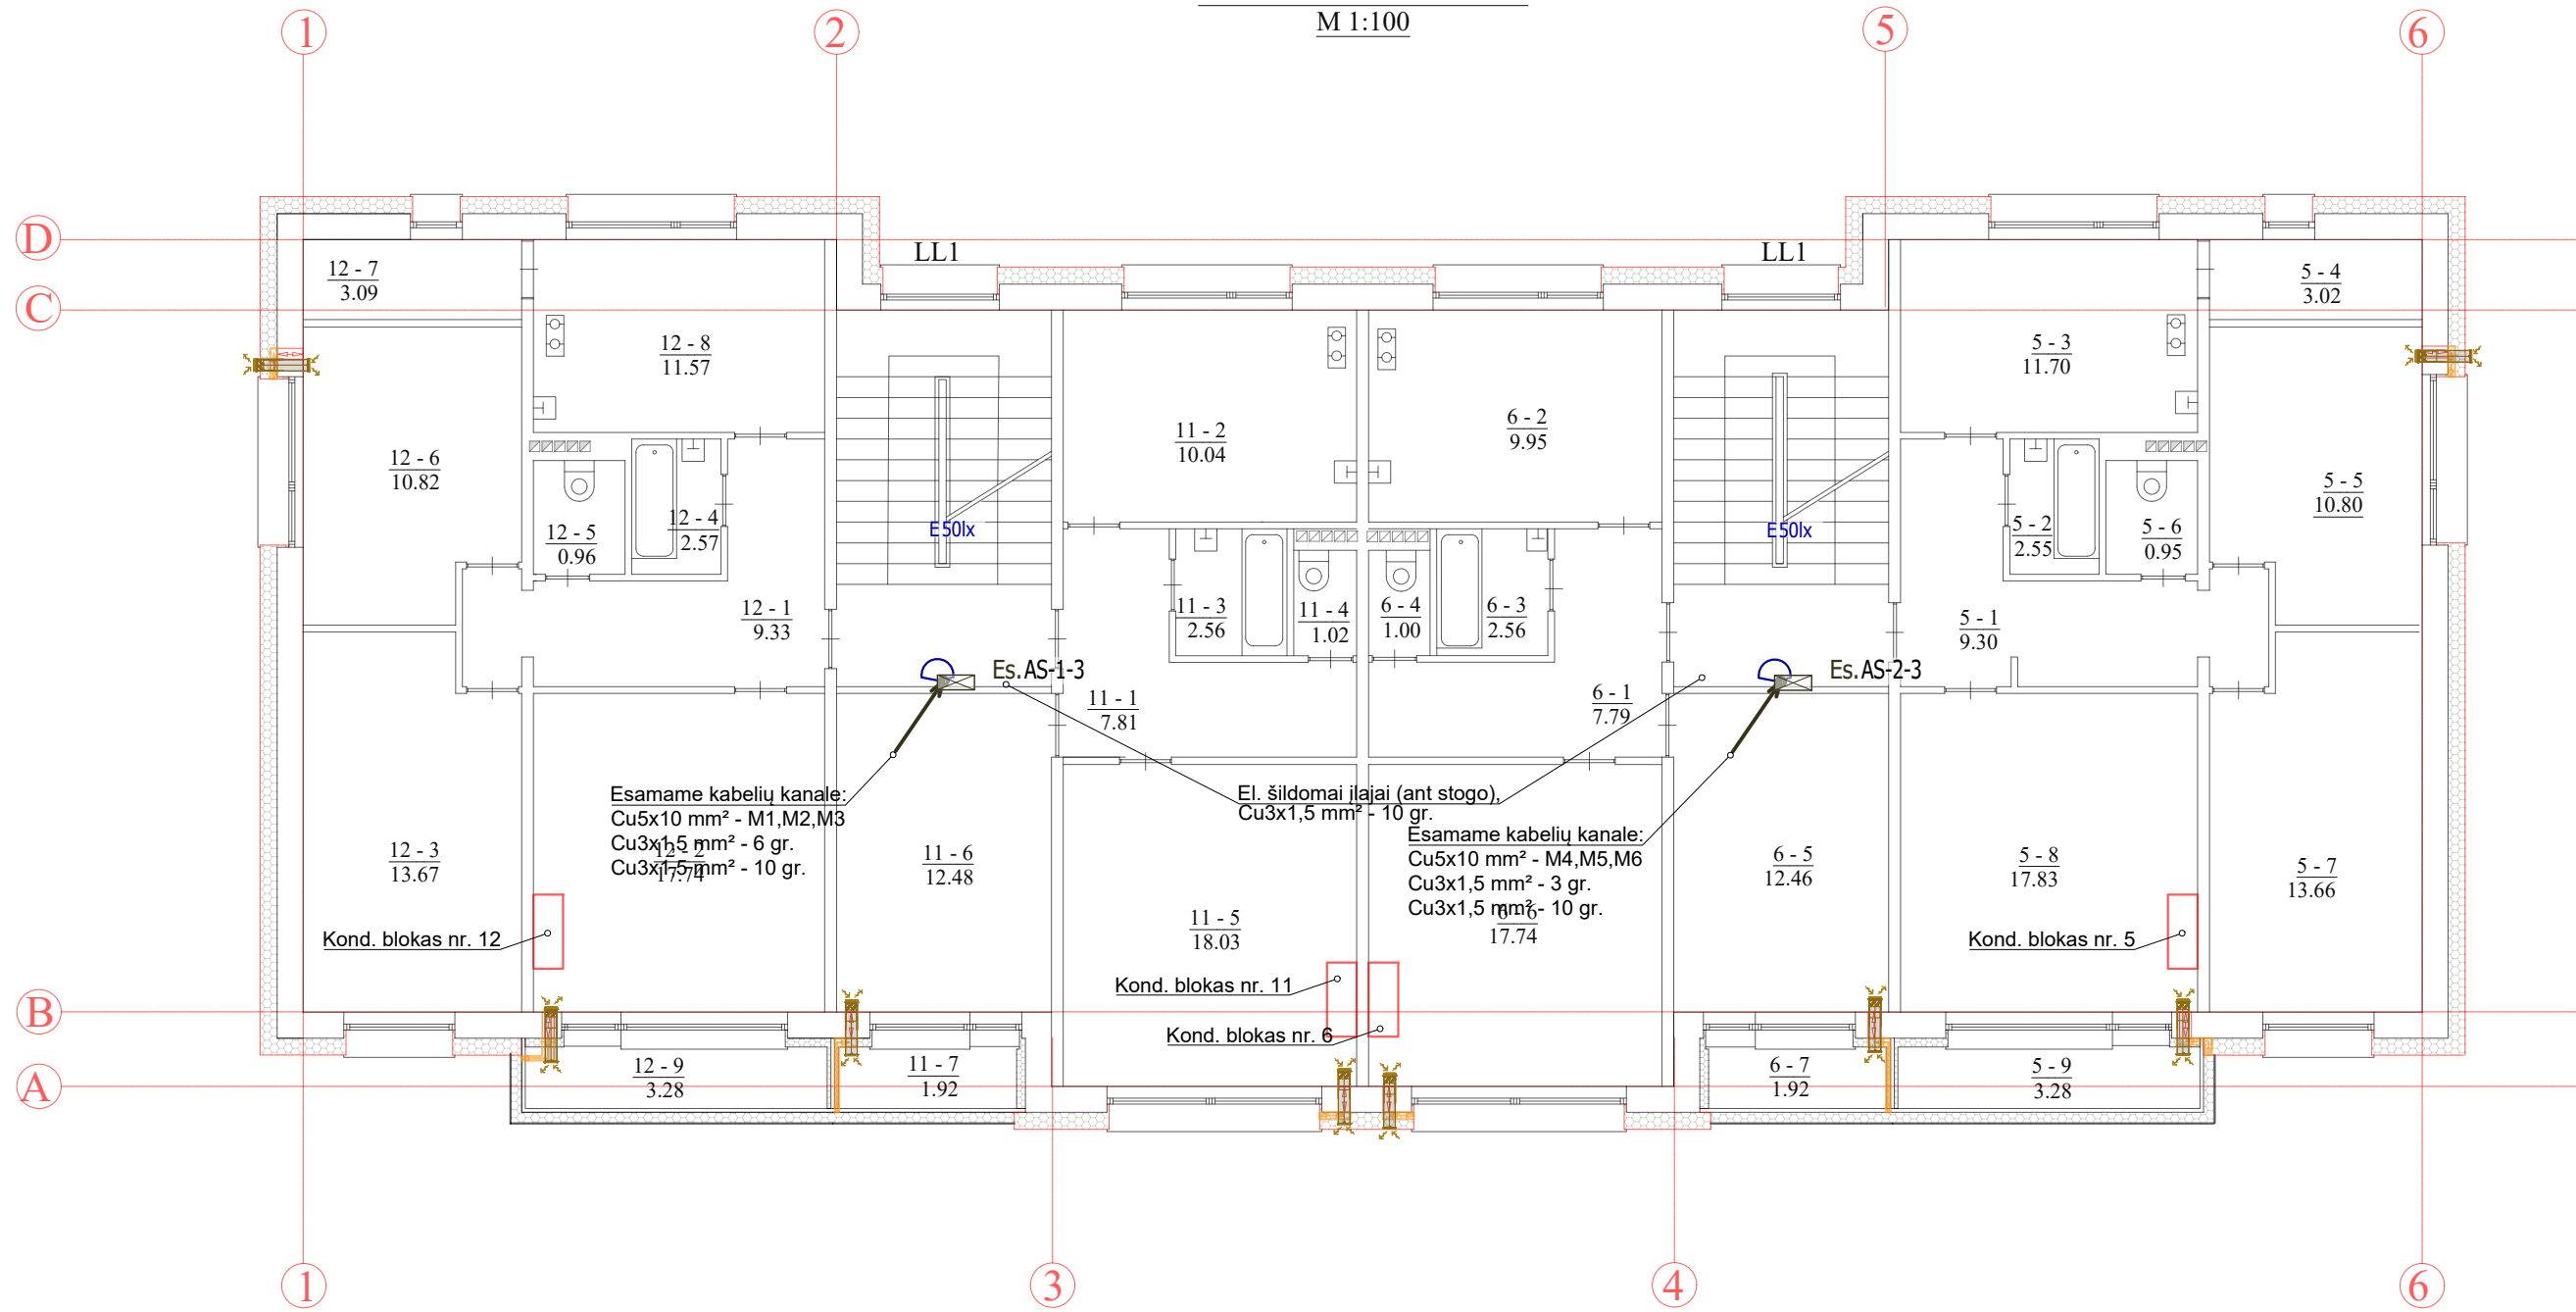 M 1:100
1
2
5
6
D
C
B
A
LL1
LL1
12 - 7
3.09
12 - 8
11.57
12 - 6
10.82
12 - 5
0.96
12 - 4
2.57
12 - 1
9.33
12 - 3
13.67
12 - 2
17.74
12 - 9
3.28
E50lx
Es.AS-1-3
11 - 2
10.04
11 - 3
2.56
11 - 4
1.02
11 - 1
7.81
11 - 6
12.48
11 - 5
18.03
11 - 7
1.92
6 - 2
9.95
6 - 4
1.00
6 - 3
2.56
6 - 1
7.79
6 - 5
12.46
6 - 6
17.74
6 - 7
1.92
E50lx
Es.AS-2-3
5 - 4
3.02
5 - 3
11.70
5 - 5
10.80
5 - 2
2.55
5 - 6
0.95
5 - 1
9.30
5 - 8
17.83
5 - 7
13.66
5 - 9
3.28
Esamame kabelių kanale:
Cu5x10 mm² - M1,M2,M3
Cu3x1,5 mm² - 6 gr.
Cu3x1,5 mm² - 10 gr.
El. šildomai įlajai (ant stogo),
Cu3x1,5 mm² - 10 gr.
Esamame kabelių kanale:
Cu5x10 mm² - M4,M5,M6
Cu3x1,5 mm² - 3 gr.
Cu3x1,5 mm² - 10 gr.
Kond. blokas nr. 12
Kond. blokas nr. 11
Kond. blokas nr. 6
Kond. blokas nr. 5
1
3
4
6